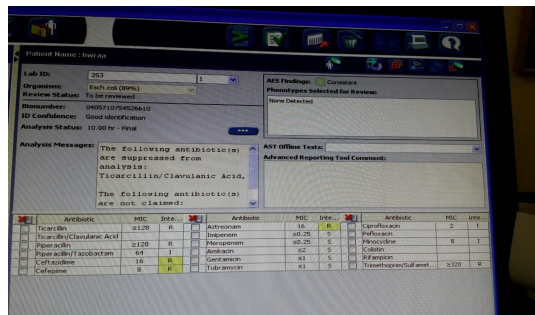 Patient Name : hwraa
Lab ID: 253 1
Organism: Esch.coli (89%)
Review Status: To be reviewed
Bionumber: 0405710754526610
ID Confidence: Good identification
Analysis Status: 10.00 hr - Final
Analysis Messages: The following antibiotic(s)
are suppressed from
analysis:
Ticarcillin/Clavulanic Acid,
The following antibiotic(s)
are not claimed:
AES Findings: Consistent
Phenotypes Selected for Review:
None Detected
AST Offline Tests:
Advanced Reporting Tool Comment:
Antibiotic MIC Inte...
Ticarcillin ≥128 R
Ticarcillin/Clavulanic Acid
Piperacillin ≥128 R
Piperacillin/Tazobactam 64 I
Ceftazidime 16 R
Cefepime 8 R
Antibiotic MIC Inte...
Aztreonam 16 R
Imipenem ≤0.25 S
Meropenem ≤0.25 S
Amikacin ≤2 S
Gentamicin ≤1 S
Tobramycin ≤1 S
Antibiotic MIC Inte...
Ciprofloxacin 2 I
Pefloxacin
Minocycline 8 I
Colistin
Rifampicin
Trimethoprim/Sulfamet... ≥320 R